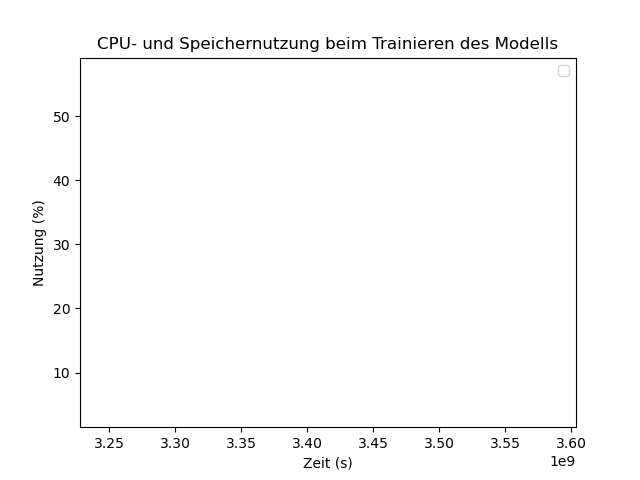 CPU- und Speichernutzung beim Trainieren des Modells
Nutzung (%)
50
40
30
20
10
3.25 3.30 3.35 3.40 3.45 3.50 3.55 3.60
1e9
Zeit (s)